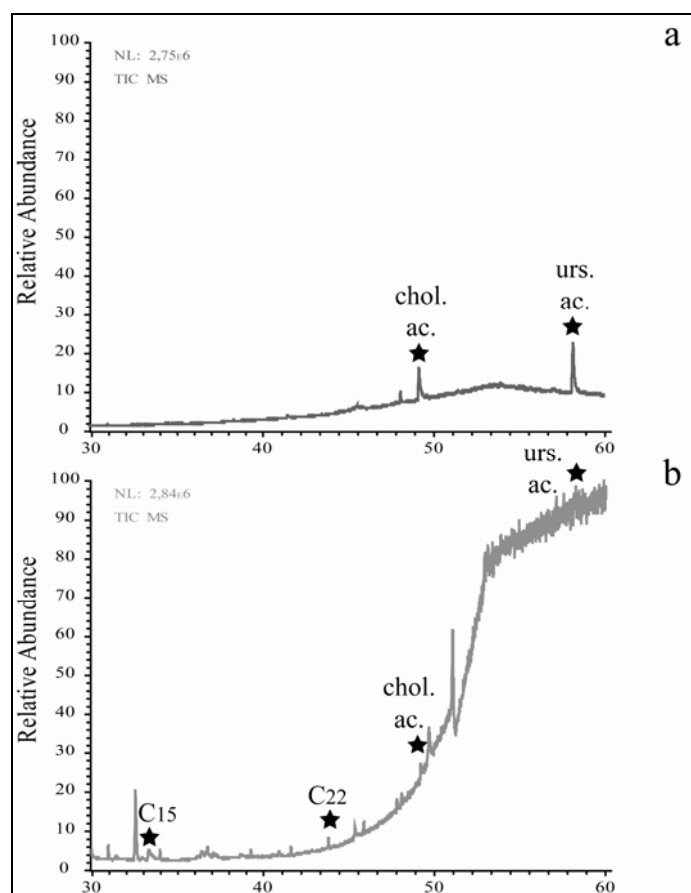 a
NL: 2,75E6
TIC MS
Relative Abundance
100
90
80
70
60
50
40
30
20
10
0
chol.
ac.
urs.
ac.
30 40 50 60
b
NL: 2,84E6
TIC MS
Relative Abundance
100
90
80
70
60
50
40
30
20
10
0
C15
C22
chol.
ac.
urs.
ac.
30 40 50 60